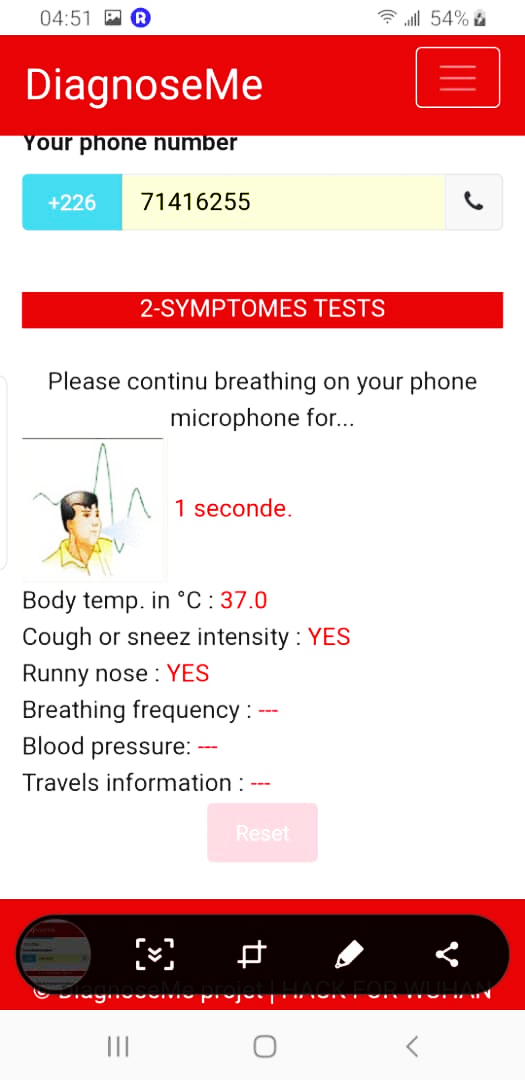 04:51 R 54%
DiagnoseMe
Your phone number
+226 71416255
2-SYMPTOMES TESTS
Please continu breathing on your phone
microphone for...
1 seconde.
Body temp. in °C : 37.0
Cough or sneez intensity : YES
Runny nose : YES
Breathing frequency : ---
Blood pressure: ---
Travels information : ---
Reset
© DiagnoseMe projet | HACK FOR WUHAN